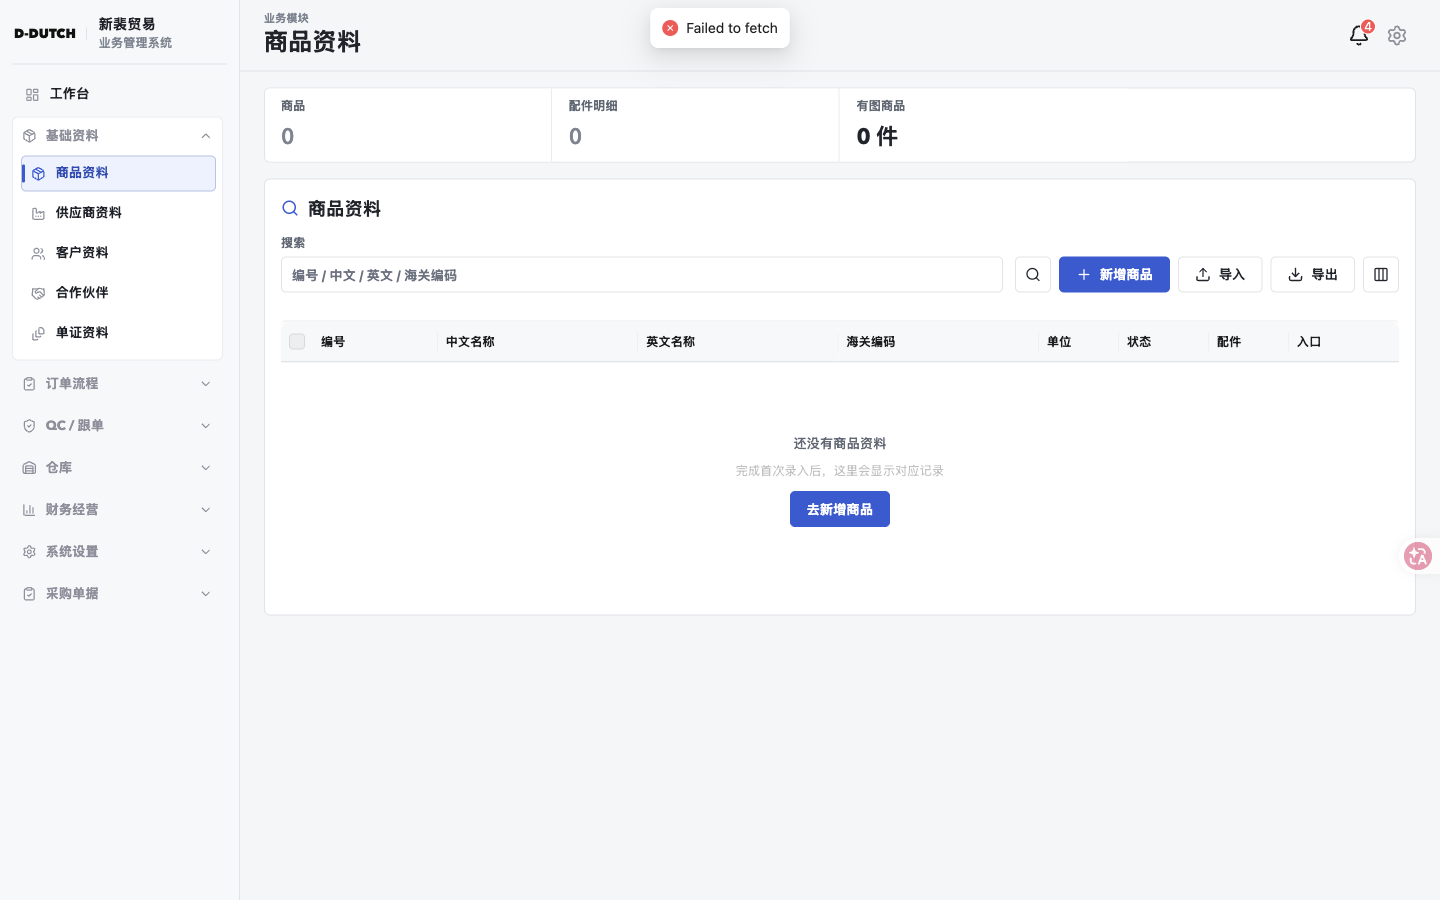 D-DUTCH
新裴贸易
业务管理系统
工作台
基础资料
商品资料
供应商资料
客户资料
合作伙伴
单证资料
订单流程
QC / 跟单
仓库
财务经营
系统设置
采购单据
业务模块
商品资料
Failed to fetch
4
商品
0
配件明细
0
有图商品
0 件
商品资料
搜索
编号 / 中文 / 英文 / 海关编码
新增商品
导入
导出
编号 中文名称 英文名称 海关编码 单位 状态 配件 入口
还没有商品资料
完成首次录入后，这里会显示对应记录
去新增商品